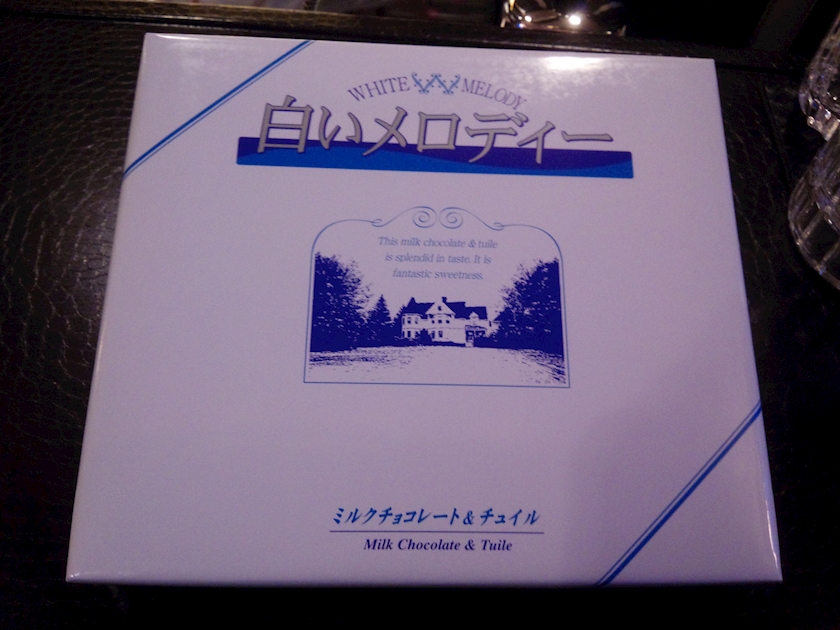 WHITE MELODY
白いメロディー
This milk chocolate & tuile
is splendid in taste. It is
fantastic sweetness.
ミルクチョコレート&チュイル
Milk Chocolate & Tuile